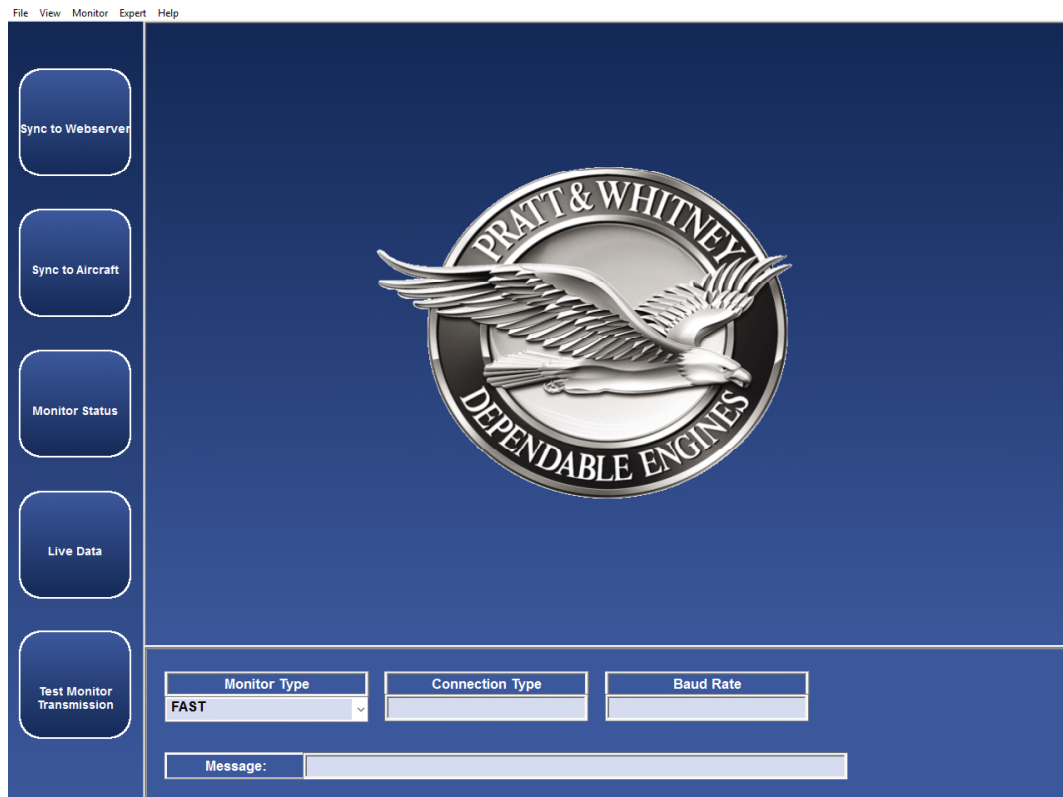 File View Monitor Expert Help
Sync to Webserver
Sync to Aircraft
Monitor Status
Live Data
Test Monitor
Transmission
PRATT & WHITNEY
DEPENDABLE ENGINES
Monitor Type Connection Type Baud Rate
FAST
Message: